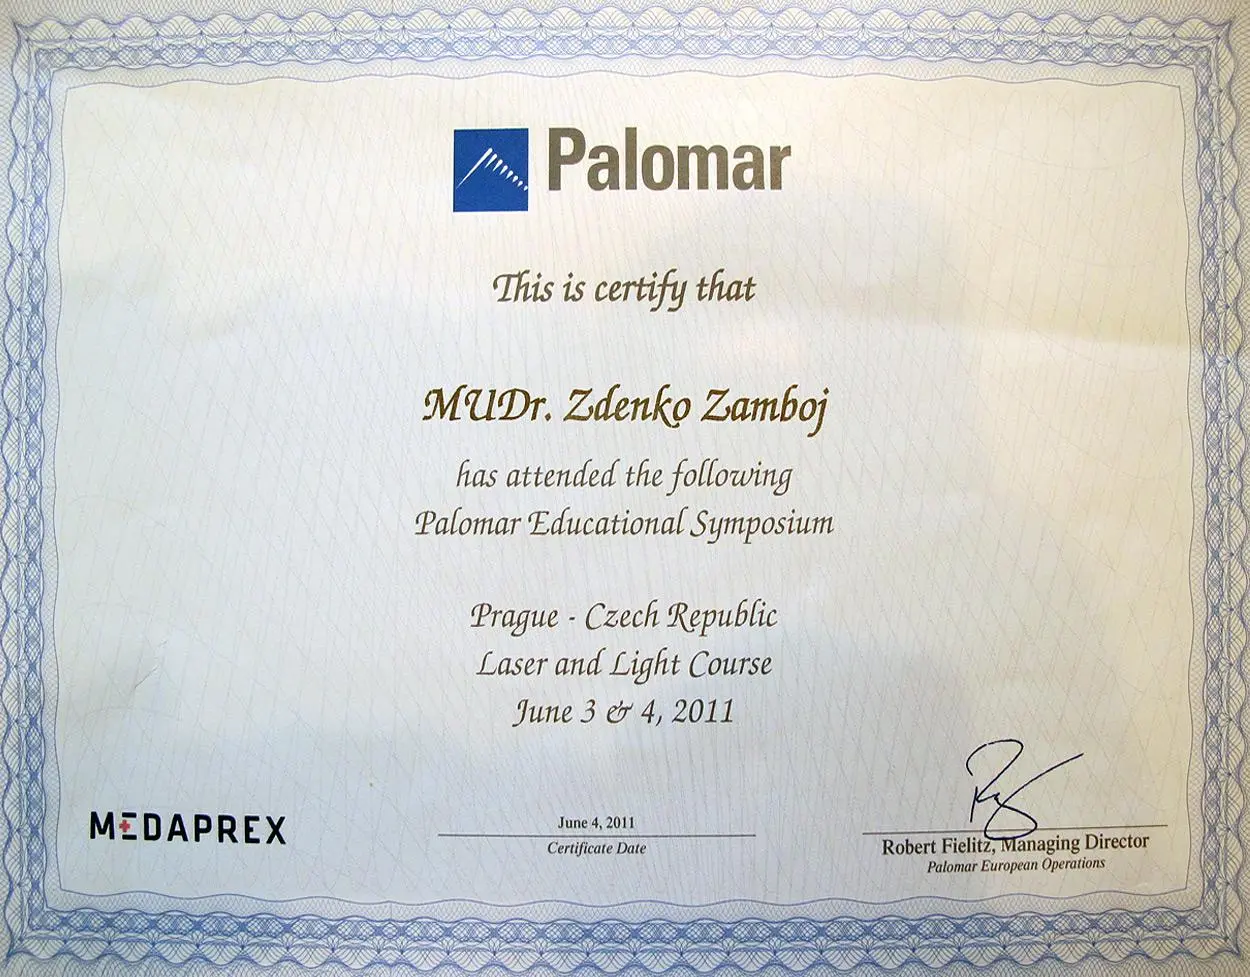 Palomar
This is certify that
MUDr. Zdenko Zamboj
has attended the following
Palomar Educational Symposium
Prague - Czech Republic
Laser and Light Course
June 3 & 4, 2011
MEDAPREX
June 4, 2011
Certificate Date
Robert Fielitz, Managing Director
Palomar European Operations